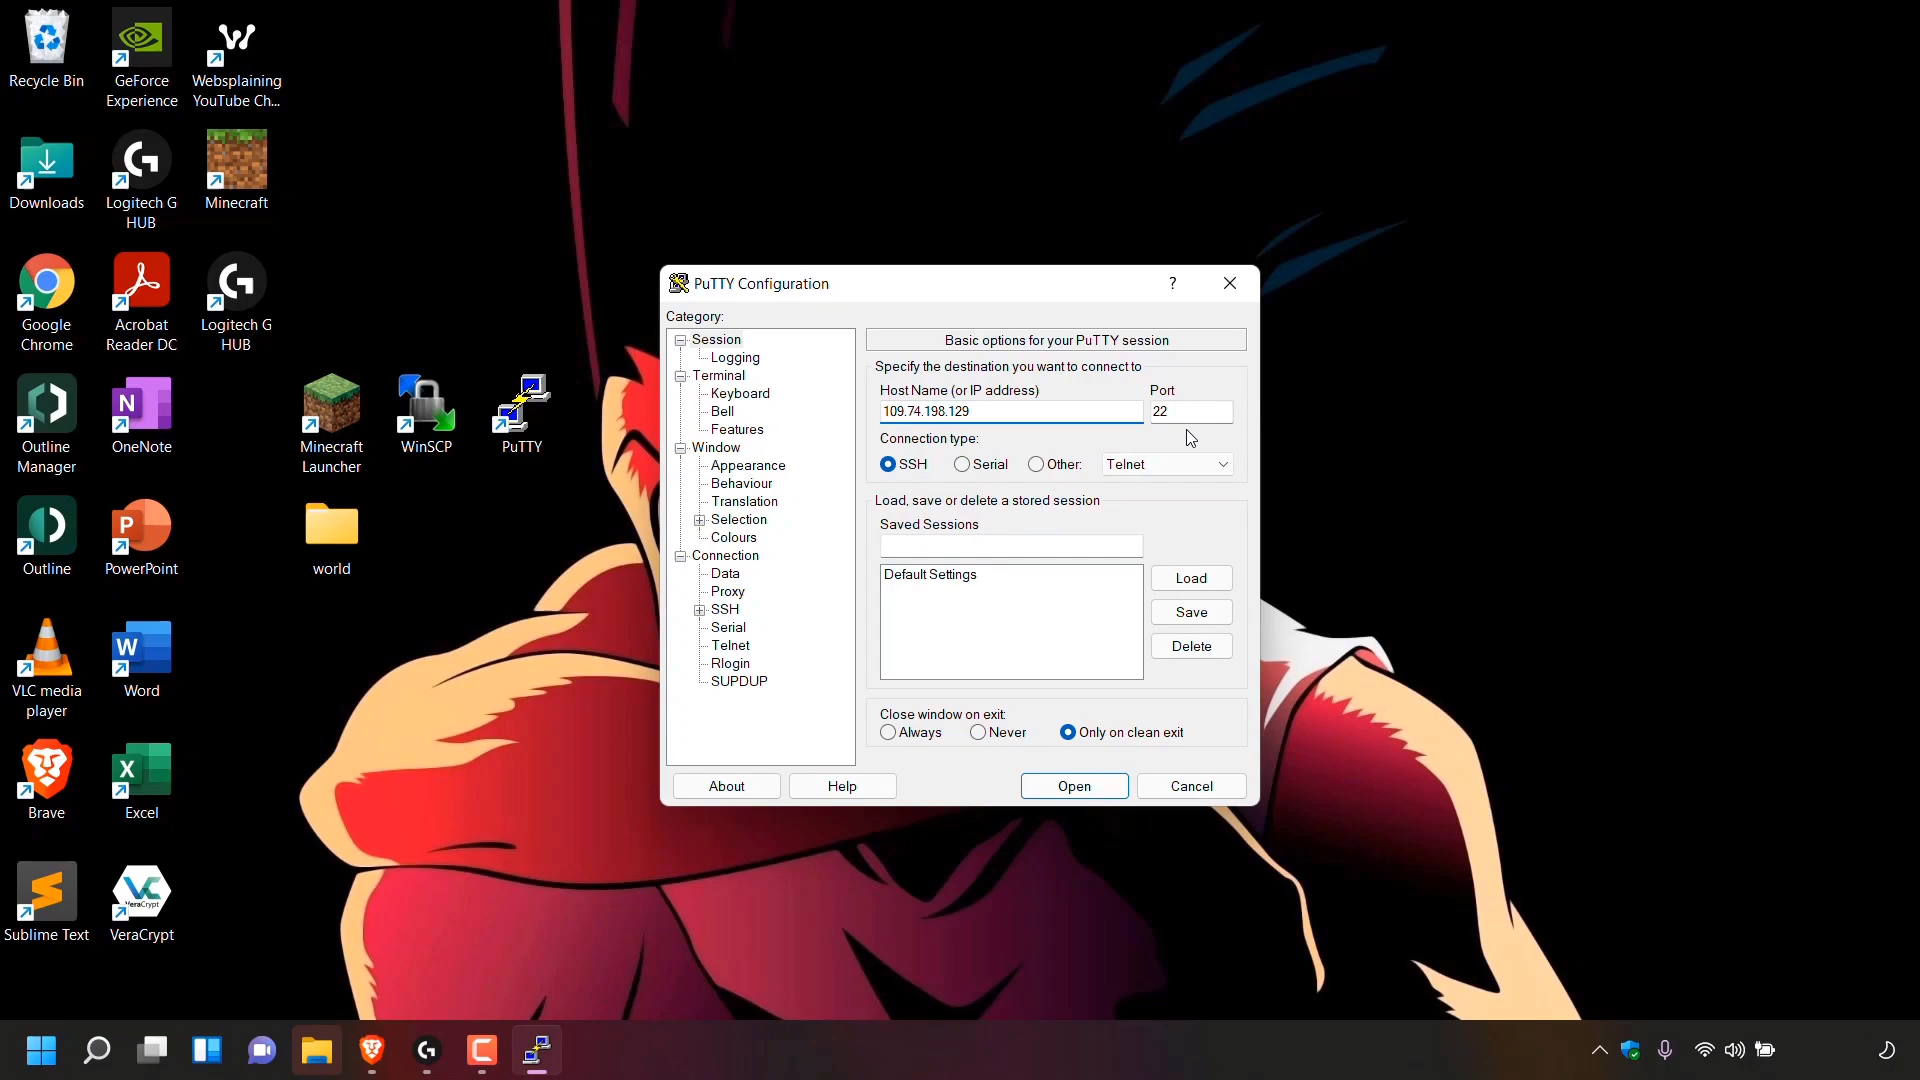 Recycle Bin
GeForce
Experience
Websplaining
YouTube Ch...
Downloads
Logitech G
HUB
Minecraft
Google
Chrome
Acrobat
Reader DC
Logitech G
HUB
Outline
Manager
OneNote
Minecraft
Launcher
WinSCP
PuTTY
Outline
PowerPoint
world
VLC media
player
Word
Brave
Excel
Sublime Text
VeraCrypt
VeraCrypt
PuTTY Configuration
?
Category:
Session
Logging
Terminal
Keyboard
Bell
Features
Window
Appearance
Behaviour
Translation
Selection
Colours
Connection
Data
Proxy
SSH
Serial
Telnet
Rlogin
SUPDUP
Basic options for your PuTTY session
Specify the destination you want to connect to
Host Name (or IP address) Port
109.74.198.129 22
Connection type:
SSH Serial Other: Telnet
Load, save or delete a stored session
Saved Sessions
Default Settings
Load
Save
Delete
Close window on exit:
Always Never Only on clean exit
About Help Open Cancel